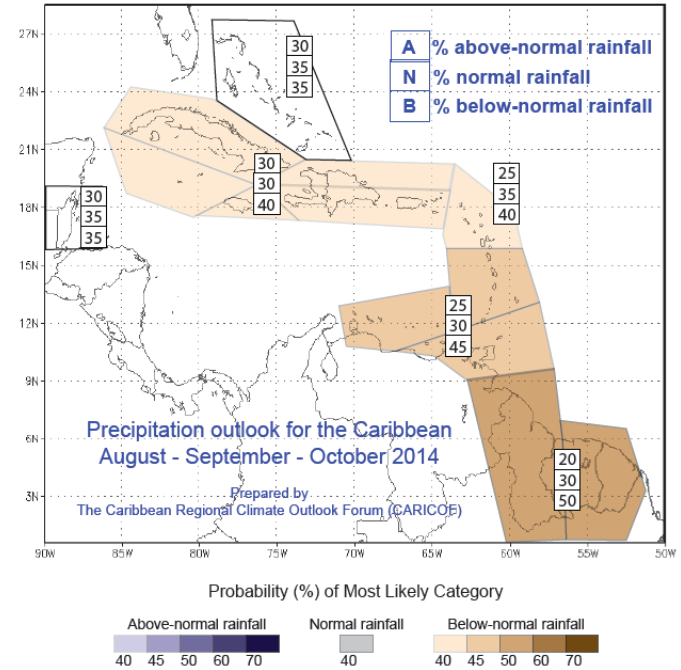 27N
24N
21N
18N
15N
12N
9N
6N
3N
A % above-normal rainfall
N % normal rainfall
B % below-normal rainfall
30
35
35
30
30
40
25
35
40
30
35
35
25
30
45
20
30
50
Precipitation outlook for the Caribbean
August - September - October 2014
Prepared by
The Caribbean Regional Climate Outlook Forum (CARICOF)
90W 85W 80W 75W 70W 65W 60W 55W 50W
Probability (%) of Most Likely Category
Above-normal rainfall Normal rainfall Below-normal rainfall
40 45 50 60 70 40 40 45 50 60 70